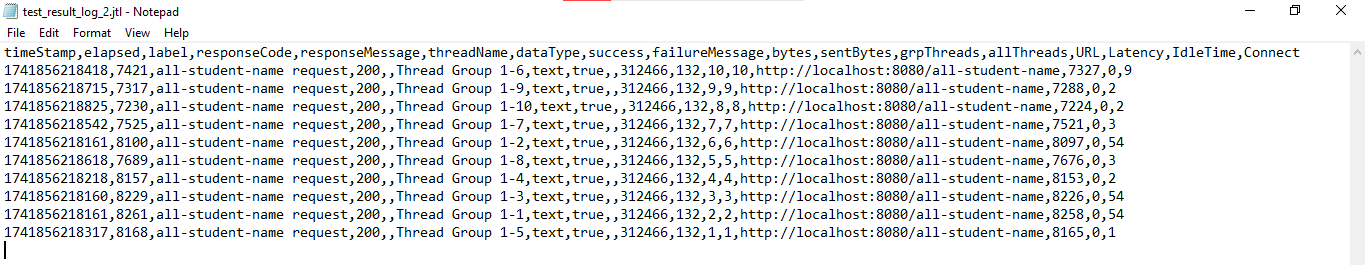 test_result_log_2.jtl - Notepad
File Edit Format View Help
timeStamp,elapsed,label,responseCode,responseMessage,threadName,dataType,success,failureMessage,bytes,sentBytes,grpThreads,allThreads,URL,Latency,IdleTime,Connect
1741856218418,7421,all-student-name request,200,,Thread Group 1-6,text,true,,312466,132,10,10,http://localhost:8080/all-student-name,7327,0,9
1741856218715,7317,all-student-name request,200,,Thread Group 1-9,text,true,,312466,132,9,9,http://localhost:8080/all-student-name,7288,0,2
1741856218825,7230,all-student-name request,200,,Thread Group 1-10,text,true,,312466,132,8,8,http://localhost:8080/all-student-name,7224,0,2
1741856218542,7525,all-student-name request,200,,Thread Group 1-7,text,true,,312466,132,7,7,http://localhost:8080/all-student-name,7521,0,3
1741856218161,8100,all-student-name request,200,,Thread Group 1-2,text,true,,312466,132,6,6,http://localhost:8080/all-student-name,8097,0,54
1741856218618,7689,all-student-name request,200,,Thread Group 1-8,text,true,,312466,132,5,5,http://localhost:8080/all-student-name,7676,0,3
1741856218218,8157,all-student-name request,200,,Thread Group 1-4,text,true,,312466,132,4,4,http://localhost:8080/all-student-name,8153,0,2
1741856218160,8229,all-student-name request,200,,Thread Group 1-3,text,true,,312466,132,3,3,http://localhost:8080/all-student-name,8226,0,54
1741856218161,8261,all-student-name request,200,,Thread Group 1-1,text,true,,312466,132,2,2,http://localhost:8080/all-student-name,8258,0,54
1741856218317,8168,all-student-name request,200,,Thread Group 1-5,text,true,,312466,132,1,1,http://localhost:8080/all-student-name,8165,0,1